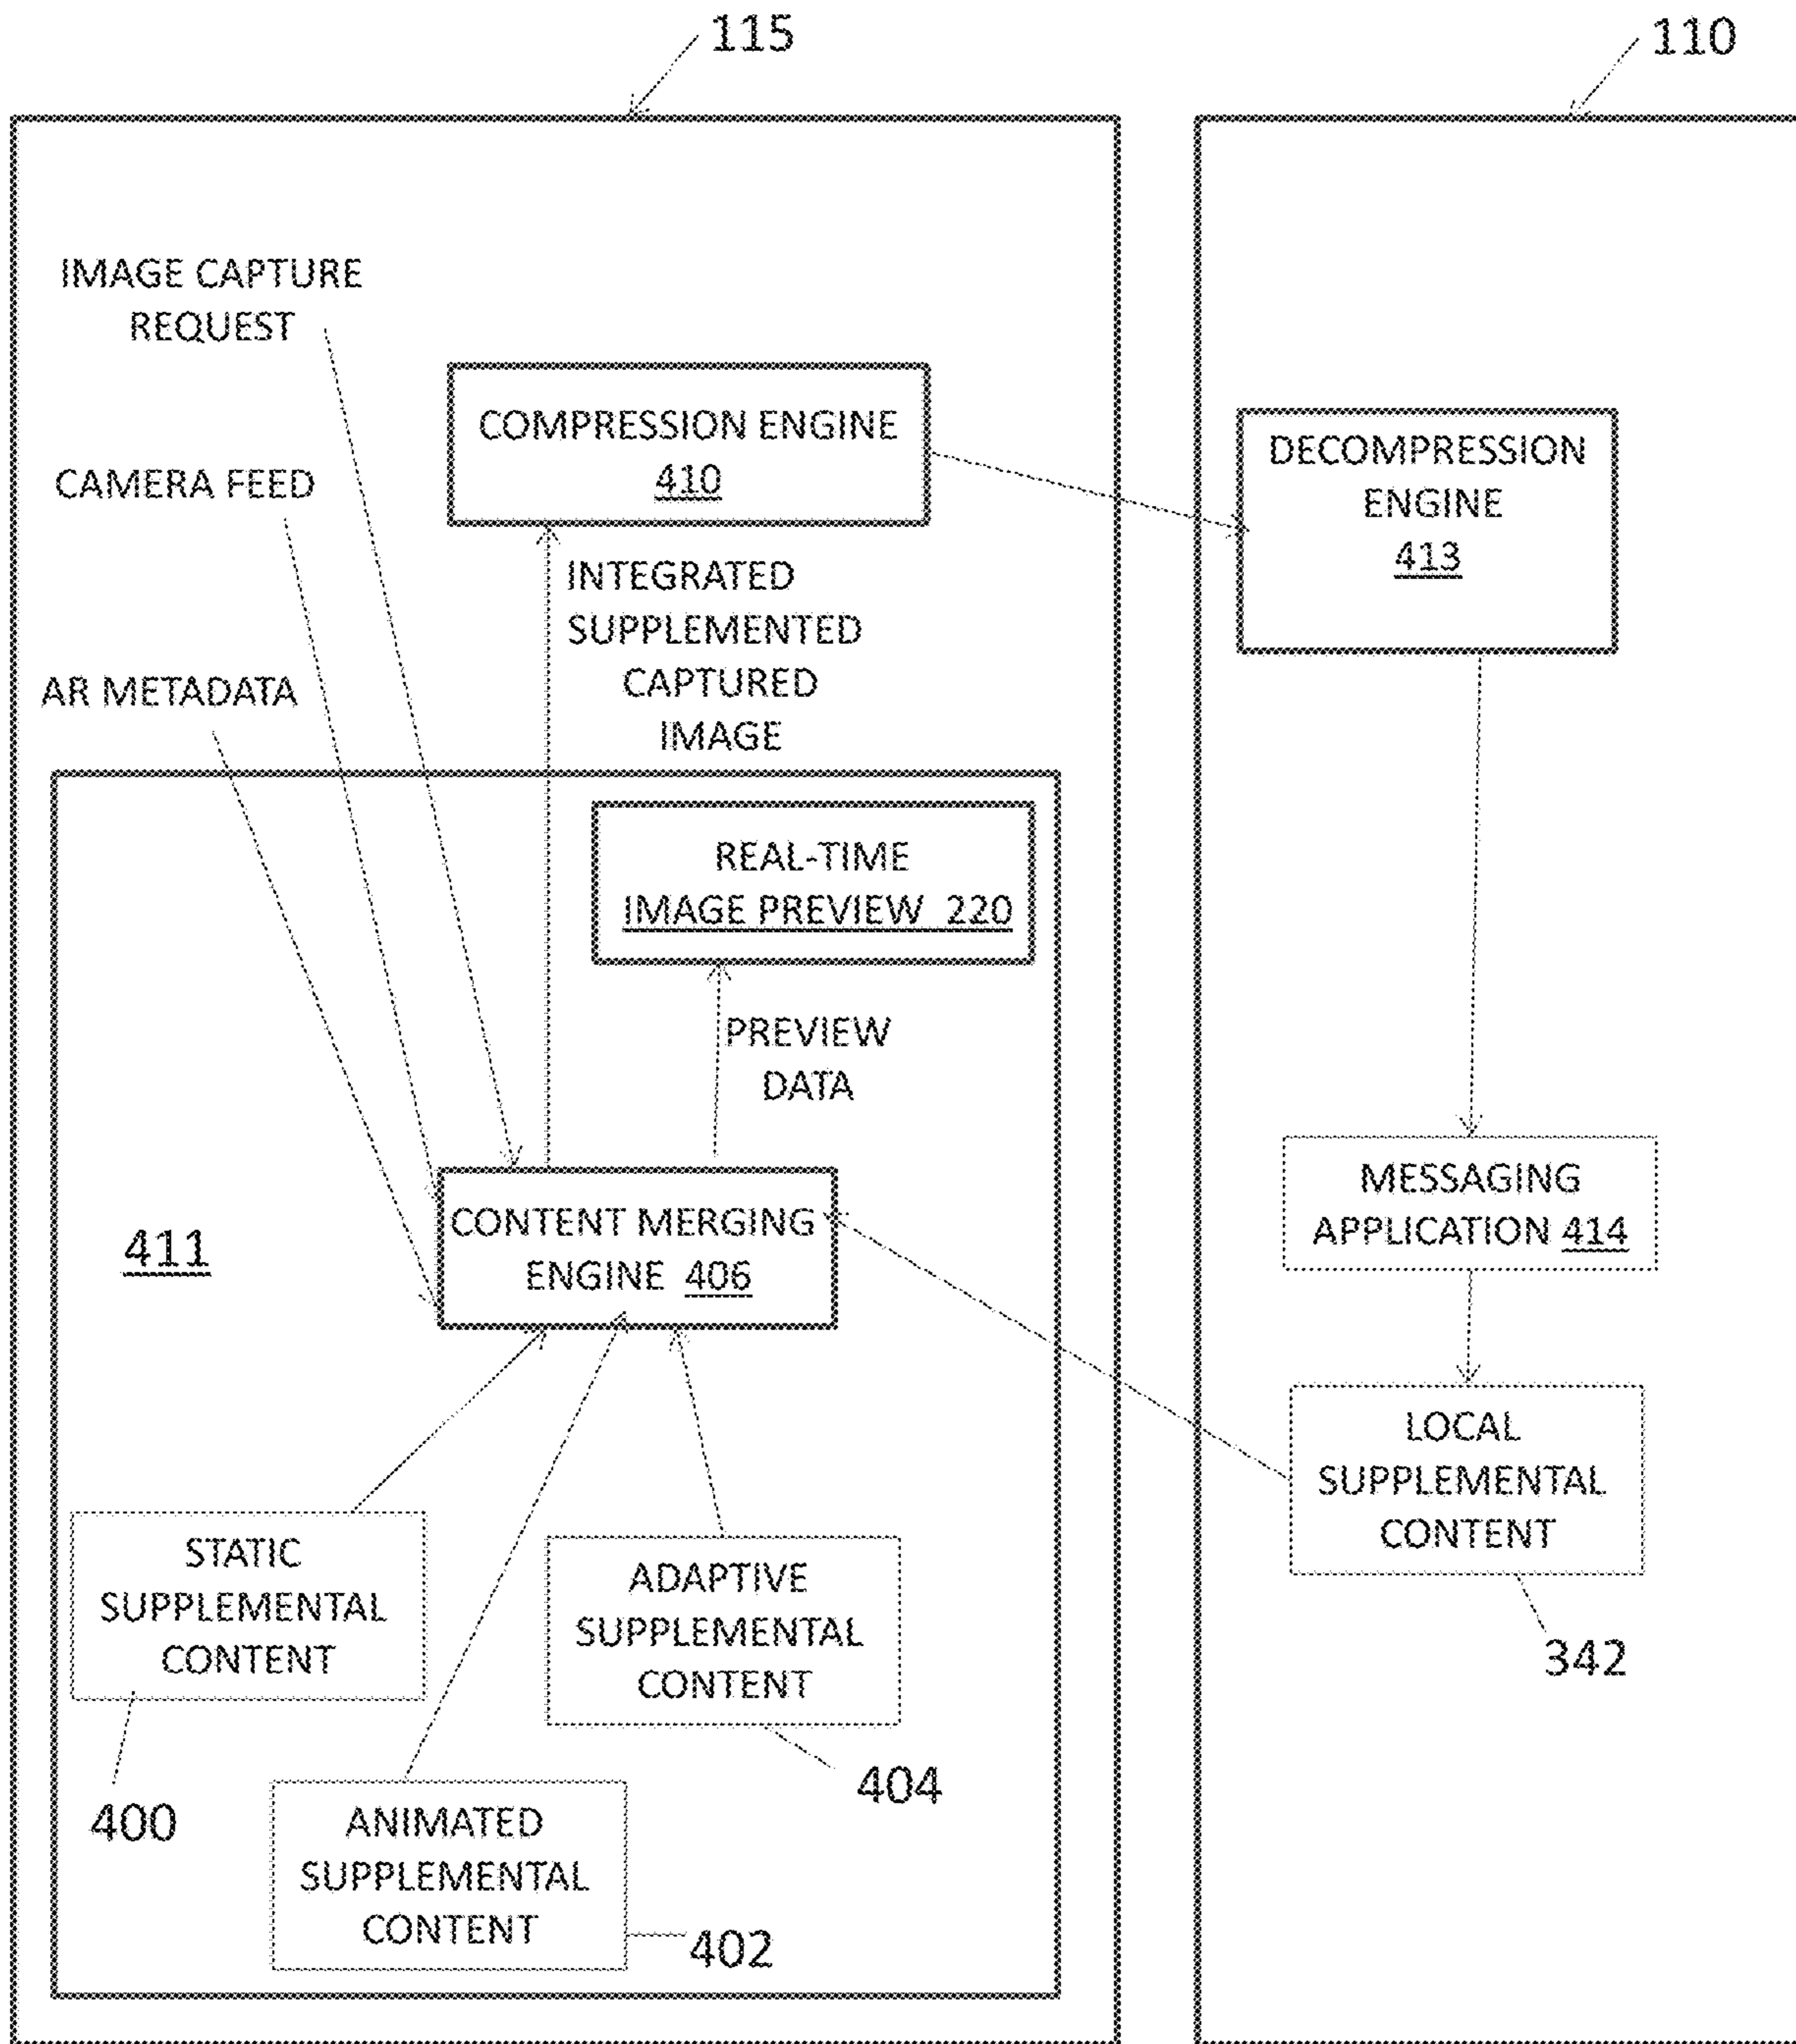 115
110
IMAGE CAPTURE
REQUEST
COMPRESSION ENGINE
410
DECOMPRESSION
ENGINE
413
CAMERA FEED
INTEGRATED
SUPPLEMENTED
CAPTURED
IMAGE
AR METADATA
REAL-TIME
IMAGE PREVIEW 220
PREVIEW
DATA
CONTENT MERGING
ENGINE 406
411
MESSAGING
APPLICATION 414
LOCAL
SUPPLEMENTAL
CONTENT
342
STATIC
SUPPLEMENTAL
CONTENT
400
ADAPTIVE
SUPPLEMENTAL
CONTENT
404
ANIMATED
SUPPLEMENTAL
CONTENT
402